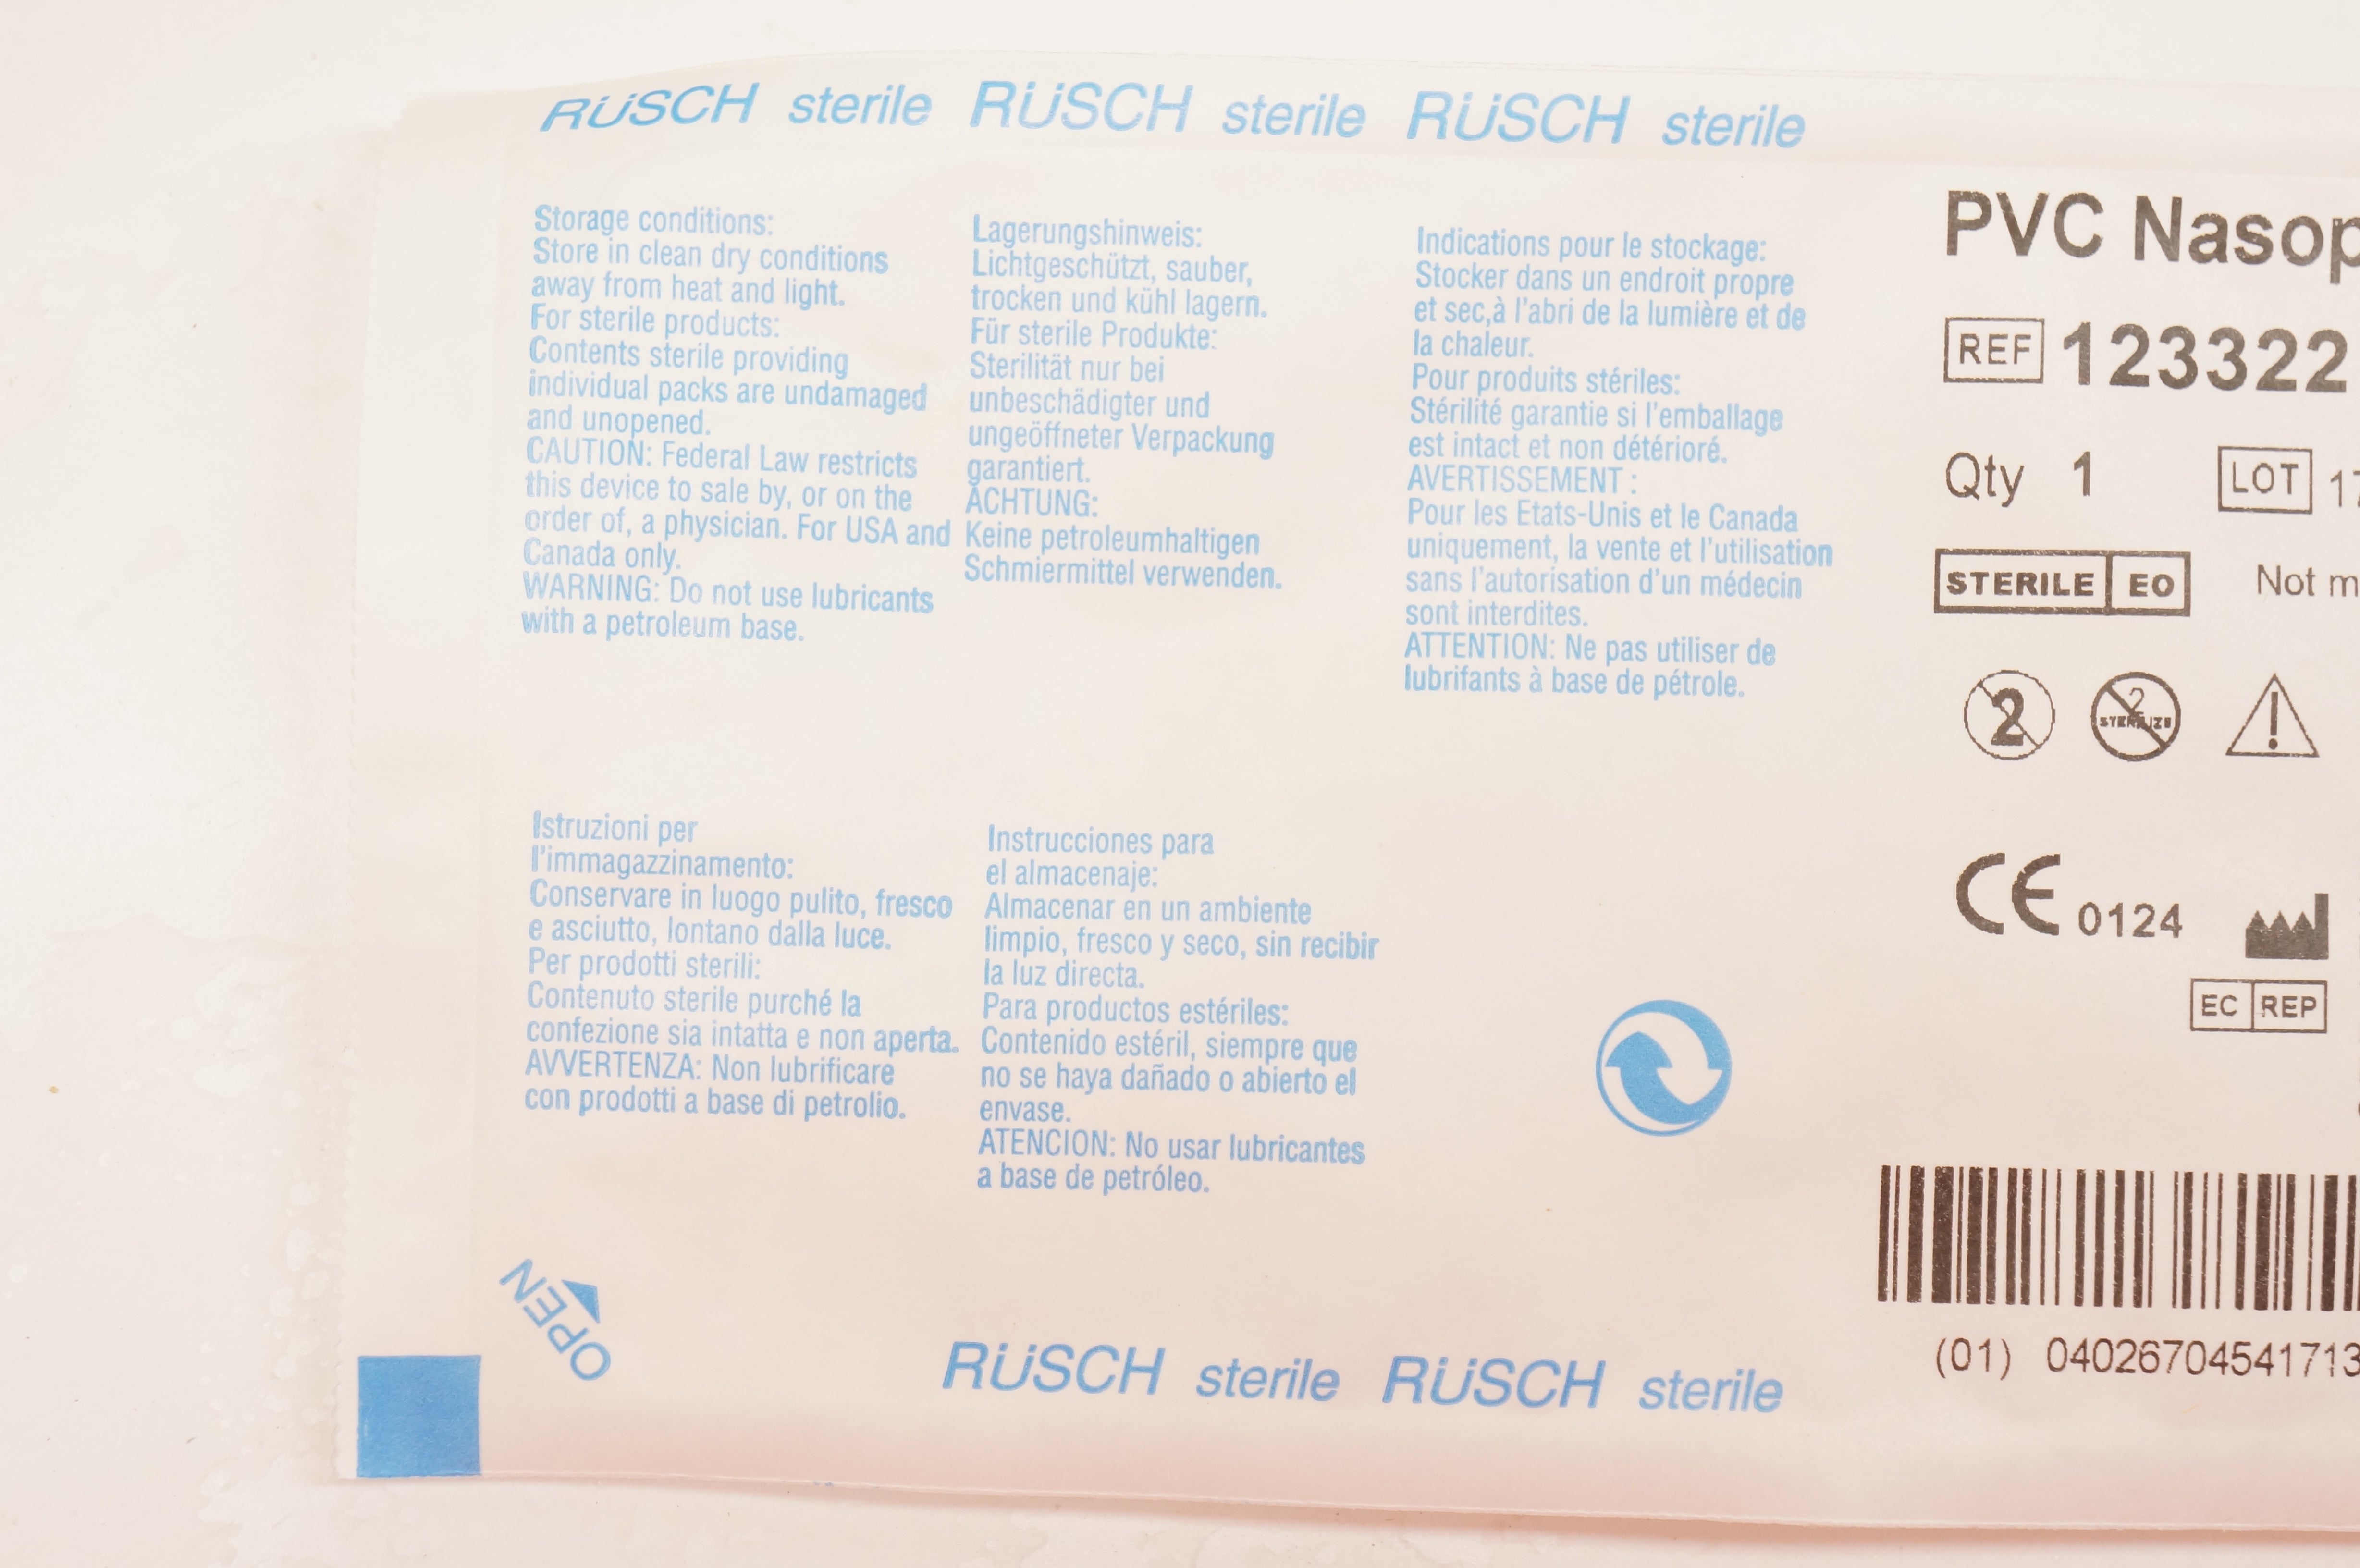 RÜSCH sterile RÜSCH sterile RÜSCH sterile
Storage conditions:
Store in clean dry conditions
away from heat and light.
For sterile products:
Contents sterile providing
individual packs are undamaged
and unopened.
CAUTION: Federal Law restricts
this device to sale by, or on the
order of, a physician. For USA and
Canada only.
WARNING: Do not use lubricants
with a petroleum base.
Lagerungshinweis:
Lichtgeschützt, sauber,
trocken und kühl lagern.
Für sterile Produkte:
Sterilität nur bei
unbeschädigter und
ungeöffneter Verpackung
garantiert.
ACHTUNG:
Keine petroleumhaltigen
Schmiermittel verwenden.
Indications pour le stockage:
Stocker dans un endroit propre
et sec,à l'abri de la lumière et de
la chaleur.
Pour produits stériles:
Stérilité garantie si l'emballage
est intact et non détérioré.
AVERTISSEMENT :
Pour les Etats-Unis et le Canada
uniquement, la vente et l'utilisation
sans l'autorisation d'un médecin
sont interdites.
ATTENTION: Ne pas utiliser de
lubrifants à base de pétrole.
Istruzioni per
l'immagazzinamento:
Conservare in luogo pulito, fresco
e asciutto, lontano dalla luce.
Per prodotti sterili:
Contenuto sterile purché la
confezione sia intatta e non aperta.
AVVERTENZA: Non lubrificare
con prodotti a base di petrolio.
Instrucciones para
el almacenaje:
Almacenar en un ambiente
limpio, fresco y seco, sin recibir
la luz directa.
Para productos estériles:
Contenido estéril, siempre que
no se haya dañado o abierto el
envase.
ATENCION: No usar lubricantes
a base de petróleo.
OPEN
RÜSCH sterile RÜSCH sterile
PVC Nasop
REF 123322
Qty 1 LOT 17
STERILE EO Not m
2 2 STERILIZE
CE 0124
EC REP
(01) 04026704541713